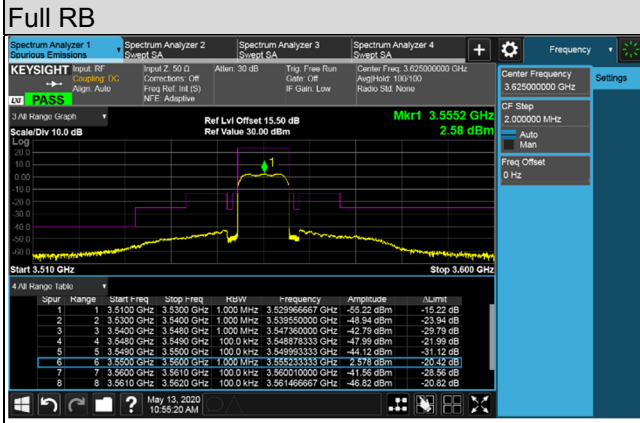 Full RB
Spectrum Analyzer 1
Spurious Emissions
Spectrum Analyzer 2
Swept SA
Spectrum Analyzer 3
Swept SA
Spectrum Analyzer 4
Swept SA
+
Frequency
KEYSIGHT
Input: RF
Coupling: DC
Align: Auto
Input Z: 50 Ω
Corrections: Off
Freq Ref: Int (S)
NFE: Adaptive
Atten: 30 dB
Trig: Free Run
Gate: Off
IF Gain: Low
Center Freq: 3.625000000 GHz
Avg|Hold: 100/100
Radio Std: None
LXI PASS
Center Frequency
3.625000000 GHz
Settings
CF Step
2.000000 MHz
Auto
Man
Freq Offset
0 Hz
3 All Range Graph
Scale/Div 10.0 dB
Ref Lvl Offset 15.50 dB
Ref Value 30.00 dBm
Mkr1 3.5552 GHz
2.58 dBm
Log
20.0
10.0
0.00
-10.0
-20.0
-30.0
-40.0
-50.0
-60.0
1
Start 3.510 GHz
Stop 3.600 GHz
4 All Range Table
Spur Range Start Freq Stop Freq RBW Frequency Amplitude ΔLimit
1 1 3.5100 GHz 3.5300 GHz 1.000 MHz 3.529966667 GHz -55.22 dBm -15.22 dB
2 2 3.5300 GHz 3.5400 GHz 1.000 MHz 3.539550000 GHz -48.94 dBm -23.94 dB
3 3 3.5400 GHz 3.5480 GHz 1.000 MHz 3.547360000 GHz -42.79 dBm -29.79 dB
4 4 3.5480 GHz 3.5490 GHz 100.0 kHz 3.548878333 GHz -47.99 dBm -21.99 dB
5 5 3.5490 GHz 3.5500 GHz 100.0 kHz 3.549993333 GHz -44.12 dBm -31.12 dB
6 6 3.5500 GHz 3.5600 GHz 1.000 MHz 3.555233333 GHz 2.578 dBm -20.42 dB
7 7 3.5600 GHz 3.5610 GHz 100.0 kHz 3.560010000 GHz -41.56 dBm -28.56 dB
8 8 3.5610 GHz 3.5620 GHz 100.0 kHz 3.561466667 GHz -46.82 dBm -20.82 dB
?
May 13, 2020
10:55:20 AM